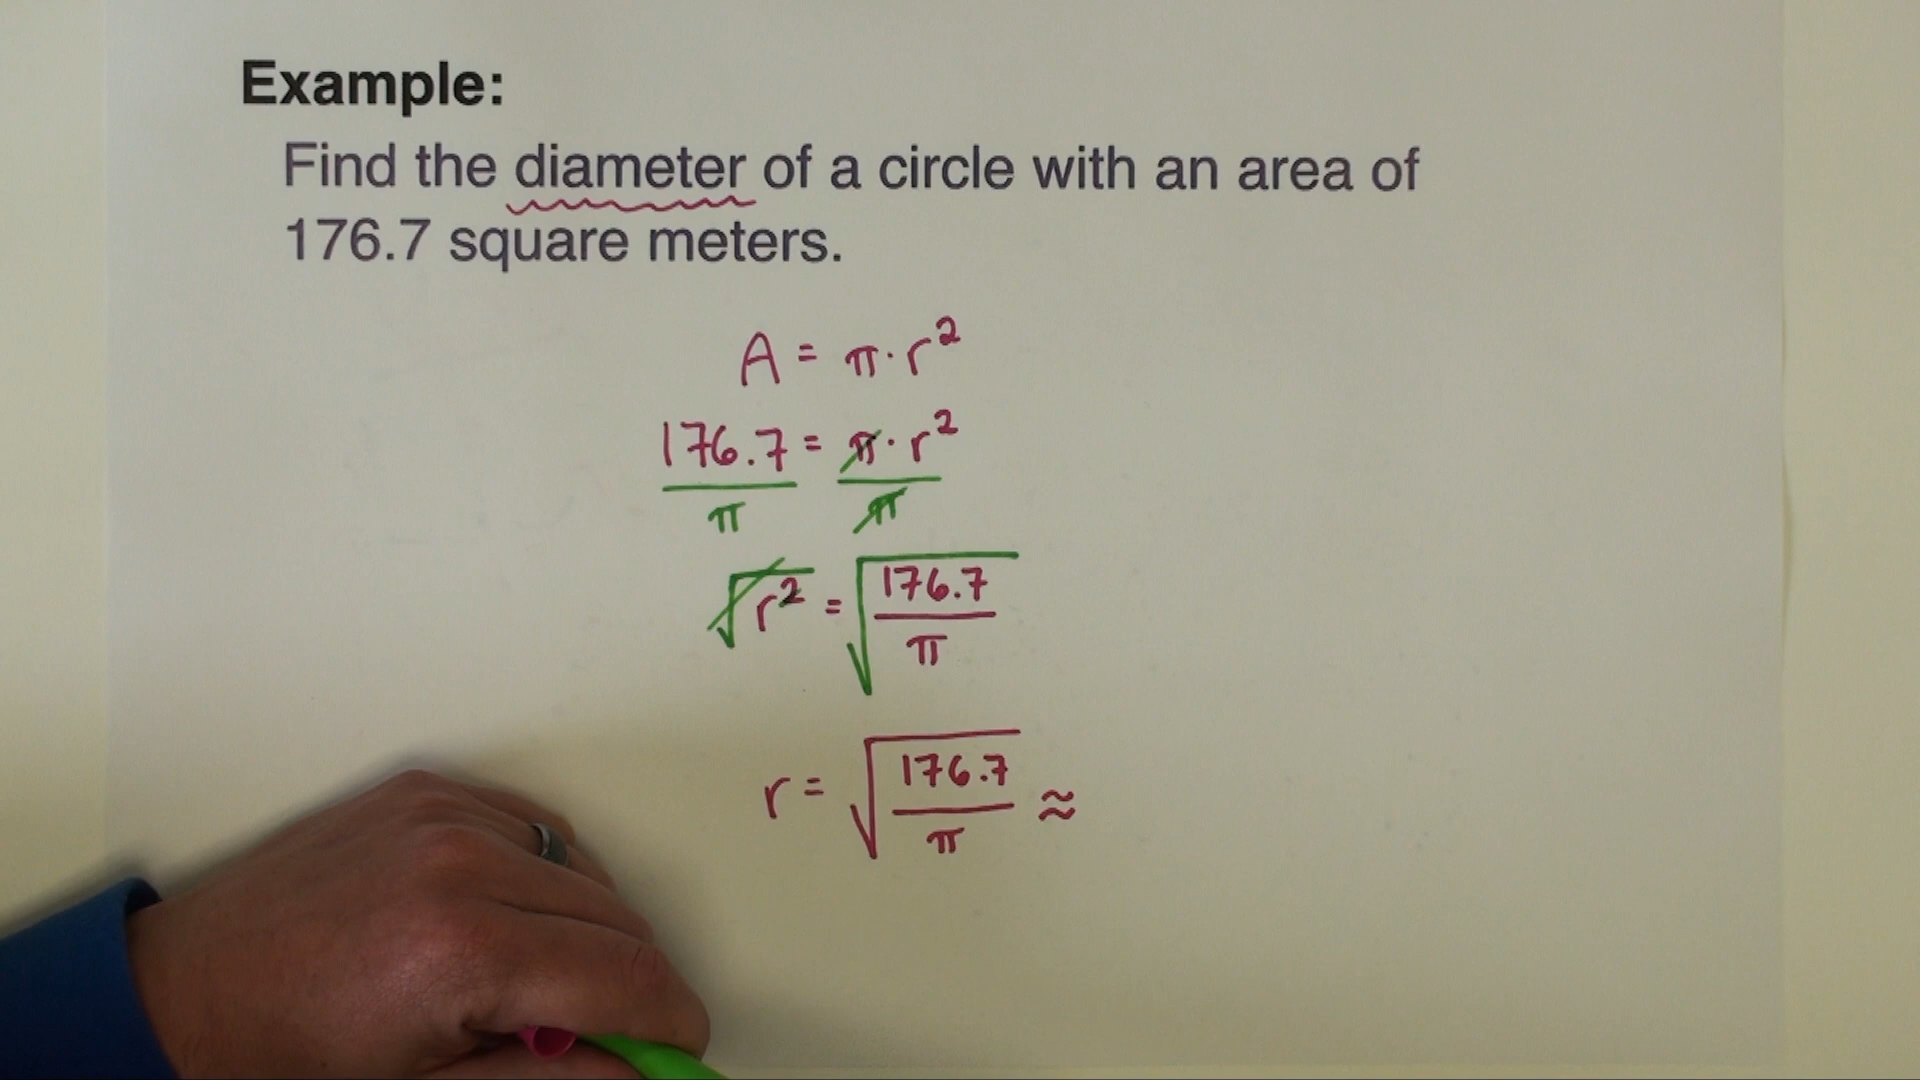 Example:
Find the diameter of a circle with an area of
176.7 square meters.
A = π · r²
176.7 = π · r²
π π
√r² = √176.7
π
r = √176.7 ≈
π